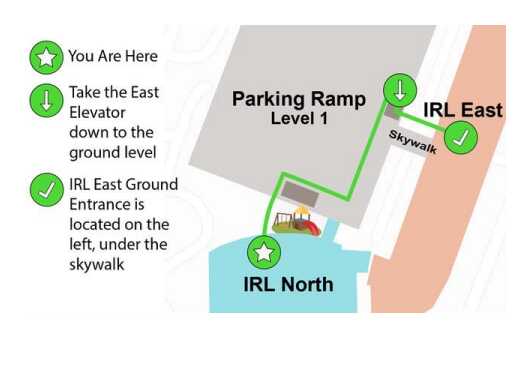 You Are Here
Take the East
Elevator
down to the
ground level
IRL East Ground
Entrance is
located on the
left, under the
skywalk
Parking Ramp
Level 1
IRL East
Skywalk
IRL North